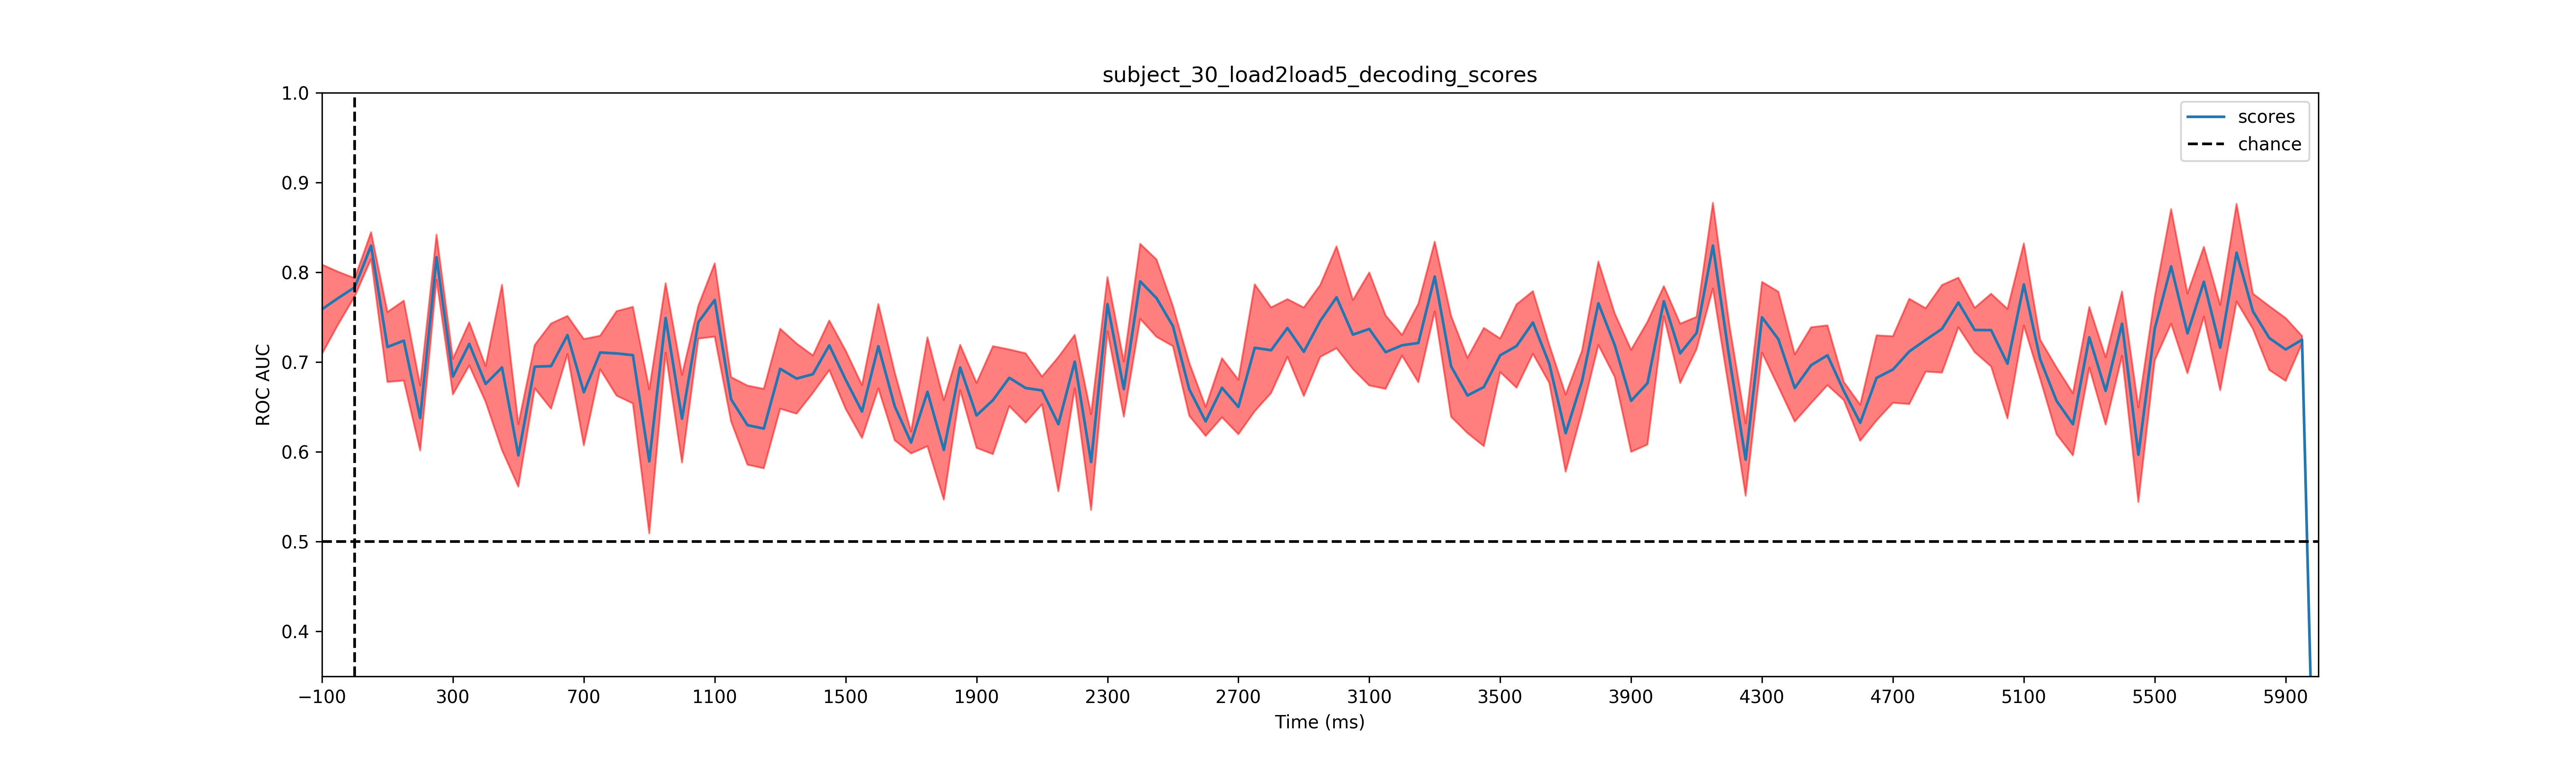 subject_30_load2load5_decoding_scores
1.0
0.9
0.8
0.7
0.6
0.5
0.4
ROC AUC
scores
chance
−100 300 700 1100 1500 1900 2300 2700 3100 3500 3900 4300 4700 5100 5500 5900
Time (ms)